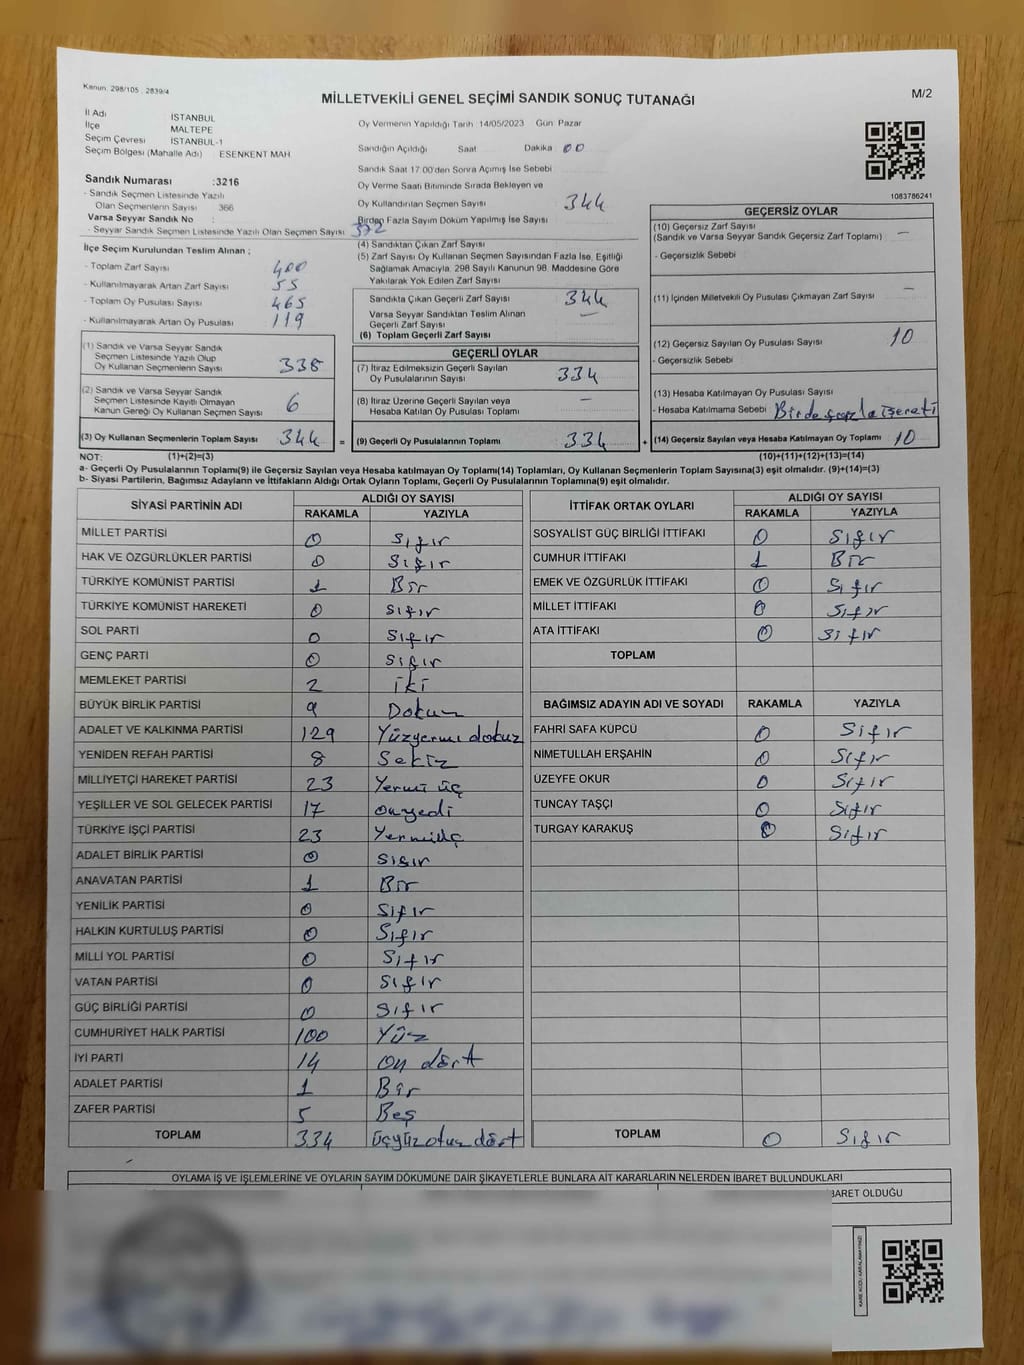 Kanun, 298/105 , 2839/4
MİLLETVEKİLİ GENEL SEÇİMİ SANDIK SONUÇ TUTANAĞI
M/2
İl Adı İSTANBUL
İlçe MALTEPE
Seçim Çevresi İSTANBUL-1
Seçim Bölgesi (Mahalle Adı) ESENKENT MAH
Oy Vermenin Yapıldığı Tarih 14/05/2023 Gün Pazar
Sandığın Açıldığı Saat Dakika 00
Sandık Saat 17.00'den Sonra Açımış İse Sebebi
Oy Verme Saati Bitiminde Sırada Bekleyen ve
Oy Kullandırılan Seçmen Sayısı 344
Birden Fazla Sayım Döküm Yapılmış İse Sayısı
1083786241
Sandık Numarası :3216
- Sandık Seçmen Listesinde Yazılı
Olan Seçmenlerin Sayısı 366
Varsa Seyyar Sandık No :
- Seyyar Sandık Seçmen Listesinde Yazılı Olan Seçmen Sayısı 372
İlçe Seçim Kurulundan Teslim Alınan ;
- Toplam Zarf Sayısı 400
- Kullanılmayarak Artan Zarf Sayısı 55
- Toplam Oy Pusulası Sayısı 465
- Kullanılmayarak Artan Oy Pusulası 119
(1) Sandık ve Varsa Seyyar Sandık
Seçmen Listesinde Yazılı Olup
Oy Kullanan Seçmenlerin Sayısı 338
(2) Sandık ve Varsa Seyyar Sandık
Seçmen Listesinde Kayıtlı Olmayan
Kanun Gereği Oy Kullanan Seçmen Sayısı 6
(3) Oy Kullanan Seçmenlerin Toplam Sayısı 344 =
(4) Sandıktan Çıkan Zarf Sayısı
(5) Zarf Sayısı Oy Kullanan Seçmen Sayısından Fazla İse, Eşitliği
Sağlamak Amacıyla, 298 Sayılı Kanunun 98. Maddesine Göre
Yakılarak Yok Edilen Zarf Sayısı
Sandıkta Çıkan Geçerli Zarf Sayısı 344
Varsa Seyyar Sandıktan Teslim Alınan
Geçerli Zarf Sayısı —
(6) Toplam Geçerli Zarf Sayısı
GEÇERLİ OYLAR
(7) İtiraz Edilmeksizin Geçerli Sayılan
Oy Pusulalarının Sayısı 334
(8) İtiraz Üzerine Geçerli Sayılan veya
Hesaba Katılan Oy Pusulası Toplamı —
(9) Geçerli Oy Pusulalarının Toplamı 334 +
GEÇERSİZ OYLAR
(10) Geçersiz Zarf Sayısı
(Sandık ve Varsa Seyyar Sandık Geçersiz Zarf Toplamı) —
- Geçersizlik Sebebi
(11) İçinden Milletvekili Oy Pusulası Çıkmayan Zarf Sayısı —
(12) Geçersiz Sayılan Oy Pusulası Sayısı 10
- Geçersizlik Sebebi
(13) Hesaba Katılmayan Oy Pusulası Sayısı
- Hesaba Katılmama Sebebi Birde fazla işereti
(14) Geçersiz Sayılan veya Hesaba Katılmayan Oy Toplamı 10
NOT: (1)+(2)=(3) (10)+(11)+(12)+(13)=(14)
a- Geçerli Oy Pusulalarının Toplamı(9) ile Geçersiz Sayılan veya Hesaba katılmayan Oy Toplamı(14) Toplamları, Oy Kullanan Seçmenlerin Toplam Sayısına(3) eşit olmalıdır. (9)+(14)=(3)
b- Siyasi Partilerin, Bağımsız Adayların ve İttifakların Aldığı Ortak Oyların Toplamı, Geçerli Oy Pusulalarının Toplamına(9) eşit olmalıdır.
SİYASİ PARTİNİN ADI ALDIĞI OY SAYISI
RAKAMLA YAZIYLA
MİLLET PARTİSİ 0 Sıfır
HAK VE ÖZGÜRLÜKLER PARTİSİ 0 Sıfır
TÜRKİYE KOMÜNİST PARTİSİ 1 Bir
TÜRKİYE KOMÜNİST HAREKETİ 0 Sıfır
SOL PARTİ 0 Sıfır
GENÇ PARTİ 0 Sıfır
MEMLEKET PARTİSİ 2 iki
BÜYÜK BİRLİK PARTİSİ 9 Dokuz
ADALET VE KALKINMA PARTİSİ 129 Yüzyermi dokuz
YENİDEN REFAH PARTİSİ 8 Sekiz
MİLLİYETÇİ HAREKET PARTİSİ 23 Yermi üç
YEŞİLLER VE SOL GELECEK PARTİSİ 17 onyedi
TÜRKİYE İŞÇİ PARTİSİ 23 Yermiüç
ADALET BİRLİK PARTİSİ 0 Sıfır
ANAVATAN PARTİSİ 1 Bir
YENİLİK PARTİSİ 0 Sıfır
HALKIN KURTULUŞ PARTİSİ 0 Sıfır
MİLLİ YOL PARTİSİ 0 Sıfır
VATAN PARTİSİ 0 Sıfır
GÜÇ BİRLİĞİ PARTİSİ 0 Sıfır
CUMHURİYET HALK PARTİSİ 100 Yüz
İYİ PARTİ 14 On dört
ADALET PARTİSİ 1 Bir
ZAFER PARTİSİ 5 Beş
TOPLAM 334 üçyüzotuz dört
İTTİFAK ORTAK OYLARI ALDIĞI OY SAYISI
RAKAMLA YAZIYLA
SOSYALİST GÜÇ BİRLİĞİ İTTİFAKI 0 Sıfır
CUMHUR İTTİFAKI 1 Bir
EMEK VE ÖZGÜRLÜK İTTİFAKI 0 Sıfır
MİLLET İTTİFAKI 0 Sıfır
ATA İTTİFAKI 0 Sıfır
TOPLAM
BAĞIMSIZ ADAYIN ADI VE SOYADI RAKAMLA YAZIYLA
FAHRİ SAFA KÜPCÜ 0 Sıfır
NİMETULLAH ERŞAHİN 0 Sıfır
ÜZEYFE OKUR 0 Sıfır
TUNCAY TAŞÇI 0 Sıfır
TURGAY KARAKUŞ 0 Sıfır
TOPLAM 0 Sıfır
OYLAMA İŞ VE İŞLEMLERİNE VE OYLARIN SAYIM DÖKÜMÜNE DAİR ŞİKAYETLERLE BUNLARA AİT KARARLARIN NELERDEN İBARET BULUNDUKLARI
BARET OLDUĞU
KARE KODU KARALAMAYINIZ!